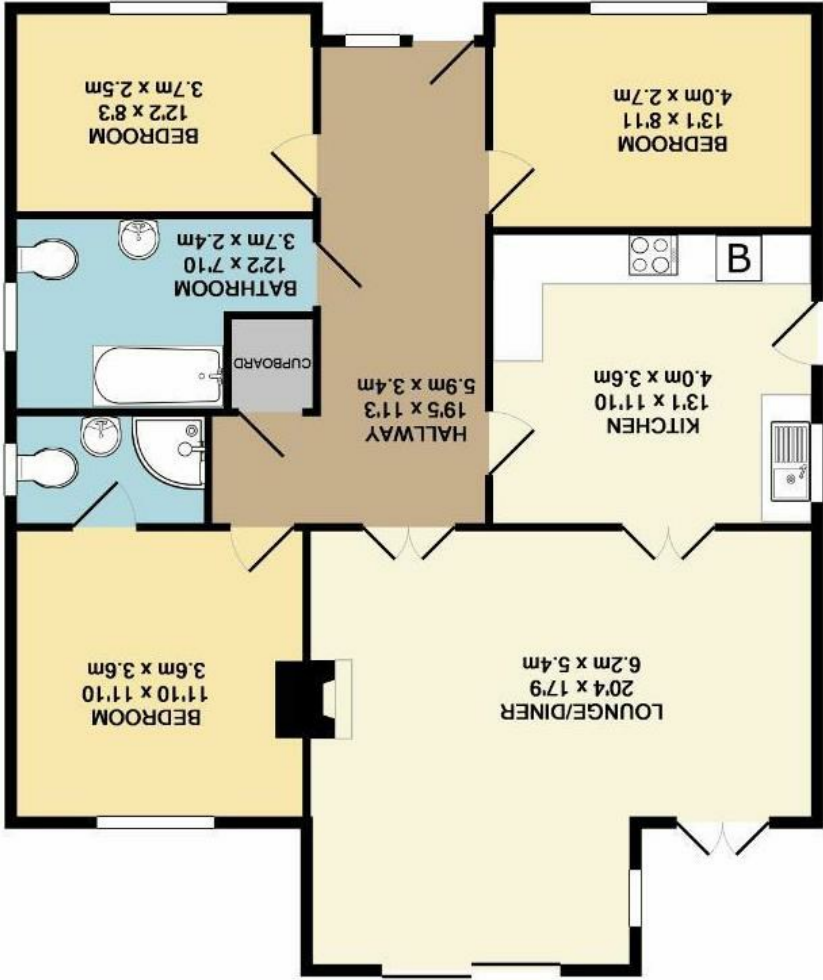 LOUNGE/DINER
20'4 x 17'9
6.2m x 5.4m
BEDROOM
11'10 x 11'10
3.6m x 3.6m
KITCHEN
13'1 x 11'10
4.0m x 3.6m
HALLWAY
19'5 x 11'3
5.9m x 3.4m
CUPBOARD
BATHROOM
12'2 x 7'10
3.7m x 2.4m
B
BEDROOM
13'1 x 8'11
4.0m x 2.7m
BEDROOM
12'2 x 8'3
3.7m x 2.5m